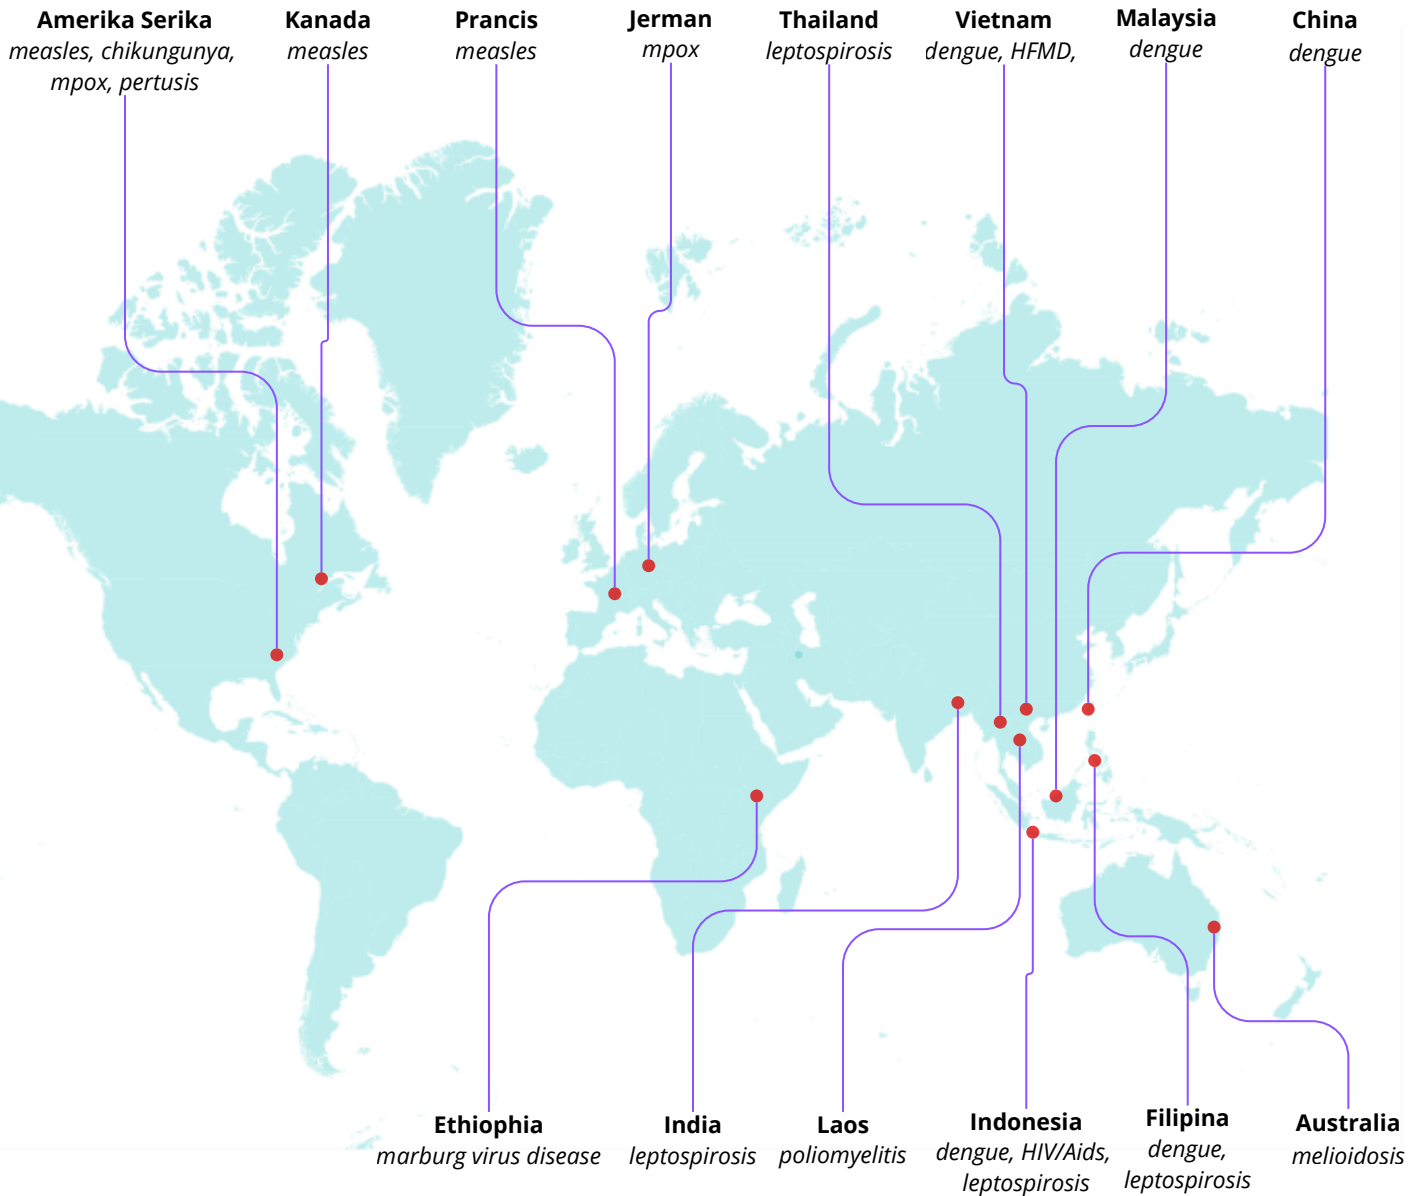 Amerika Serika
measles, chikungunya,
mpox, pertusis
Kanada
measles
Prancis
measles
Jerman
mpox
Thailand
leptospirosis
Vietnam
dengue, HFMD,
Malaysia
dengue
China
dengue
Ethiophia
marburg virus disease
India
leptospirosis
Laos
poliomyelitis
Indonesia
dengue, HIV/Aids,
leptospirosis
Filipina
dengue,
leptospirosis
Australia
melioidosis